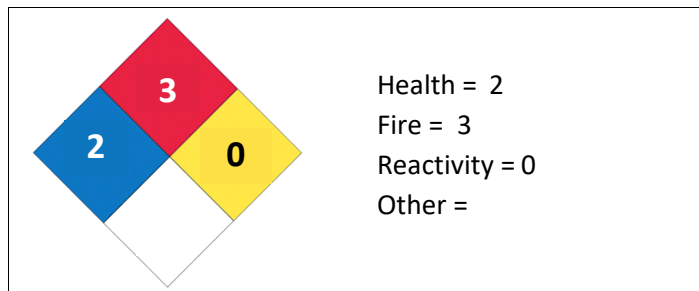 3
2
0
Health = 2
Fire = 3
Reactivity = 0
Other =